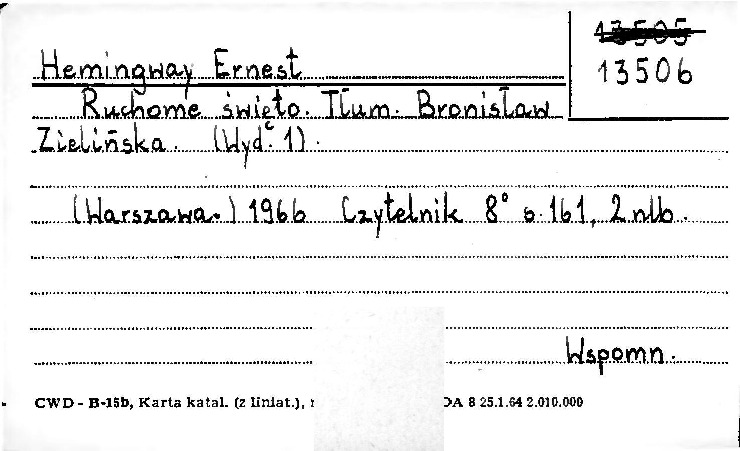 13505
Hemingway Ernest
13506
Ruchome święto. Tłum. Bronisław
Zielińska. (Wyd. 1).
(Warszawa.) 1966 Czytelnik 8° s. 161, 2 nlb.
Wspomn.
CWD - B-15b, Karta katal. (z liniat.), DA 8 25.1.64 2.010.000